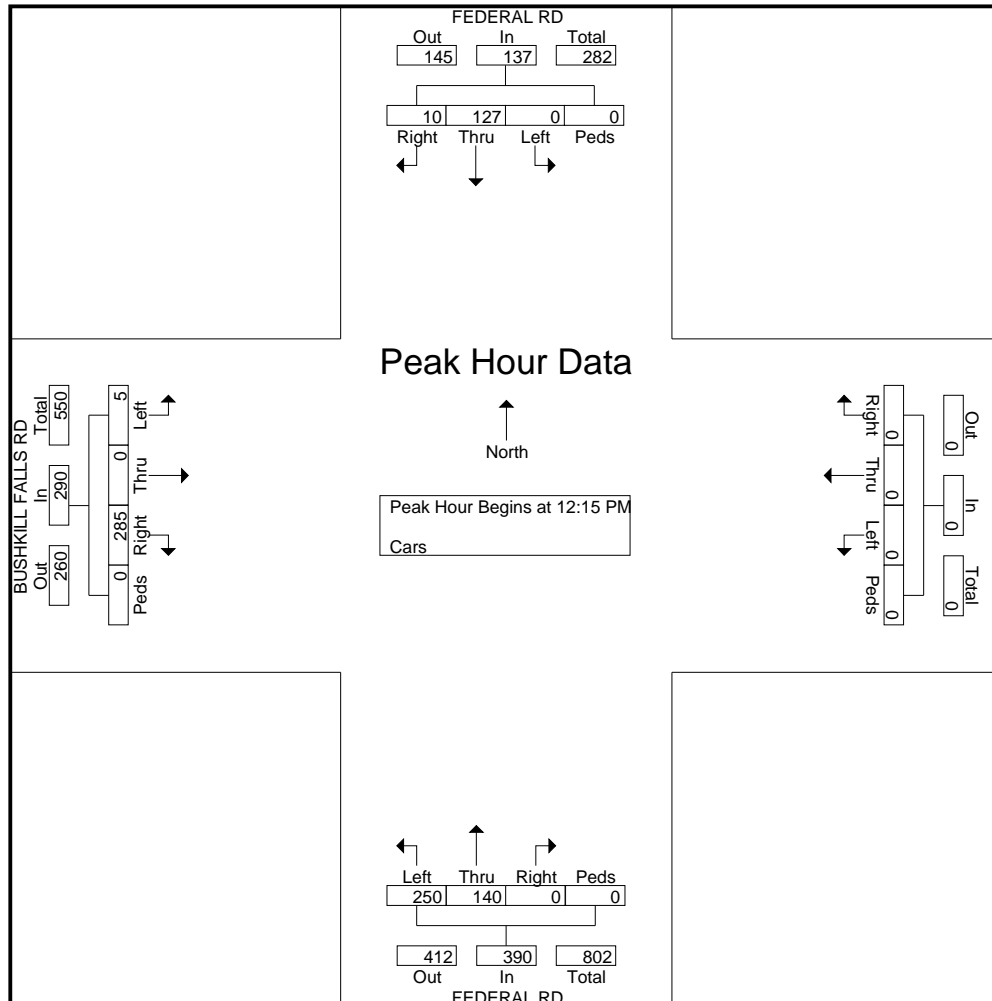 FEDERAL RD
Out In Total
145 137 282
10 127 0 0
Right Thru Left Peds
Peak Hour Data
North
Peak Hour Begins at 12:15 PM
Cars
BUSHKILL FALLS RD
Total In Out
550 290 260
5 0 285 0
Left Thru Right Peds
Out In Total
0 0 0
0 0 0 0
Right Thru Left Peds
Left Thru Right Peds
250 140 0 0
412 390 802
Out In Total
FEDERAL RD